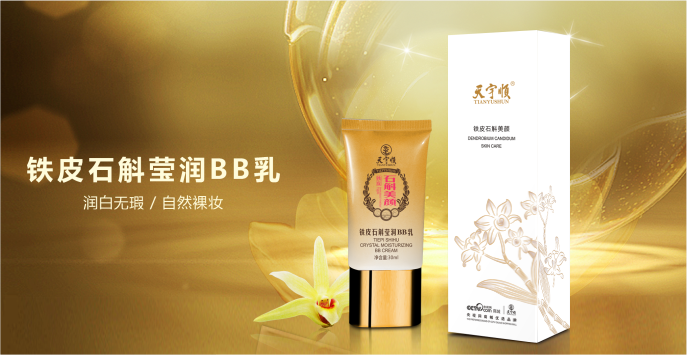 铁皮石斛莹润BB乳
润白无瑕 / 自然裸妆
天宇顺
石斛美颜
铁皮石斛莹润BB乳
TIEPI SHIHU
CRYSTAL MOISTURIZING
BB CREAM
净含量:30ml
天宇顺®
TIANYUSHUN
铁皮石斛美颜
DENDROBIUM CANDIDUM
SKIN CARE